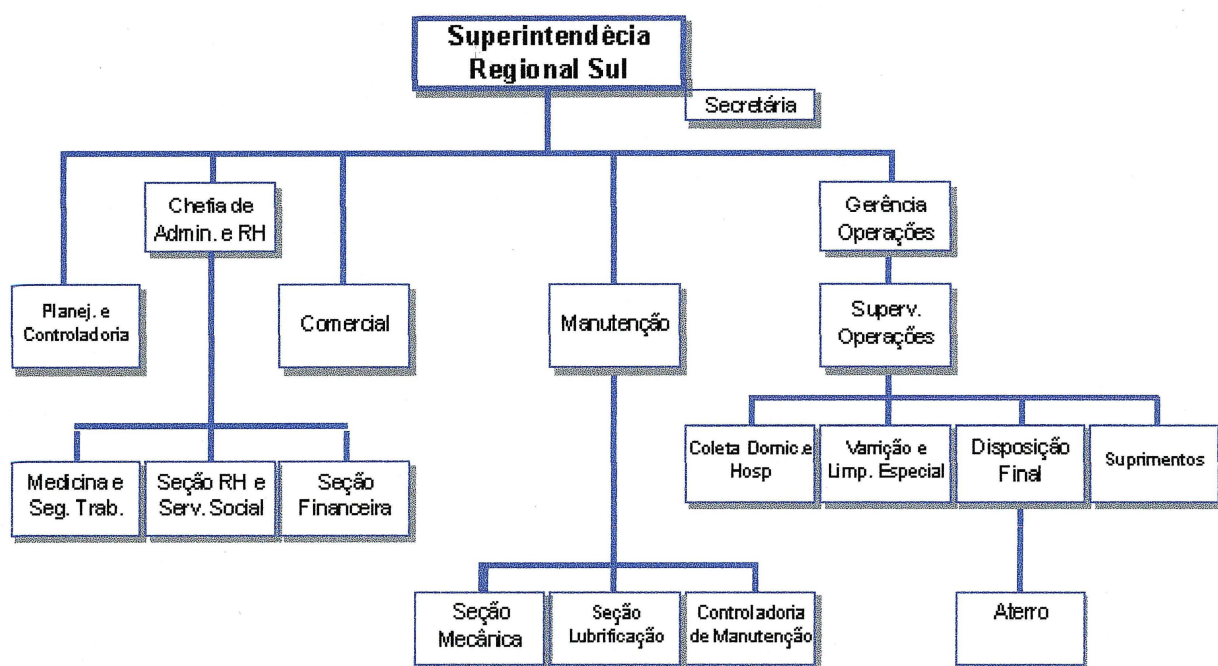 Superintendêcia
Regional Sul
Secretária
Chefia de
Admin. e RH
Gerência
Operações
Planej. e
Controladoria
Comercial
Manutenção
Superv.
Operações
Coleta Domic.e
Hosp
Varrição e
Limp. Especial
Disposição
Final
Suprimentos
Medicina e
Seg. Trab.
Seção RH e
Serv. Social
Seção
Financeira
Seção
Mecânica
Seção
Lubrificação
Controladoria
de Manutenção
Aterro